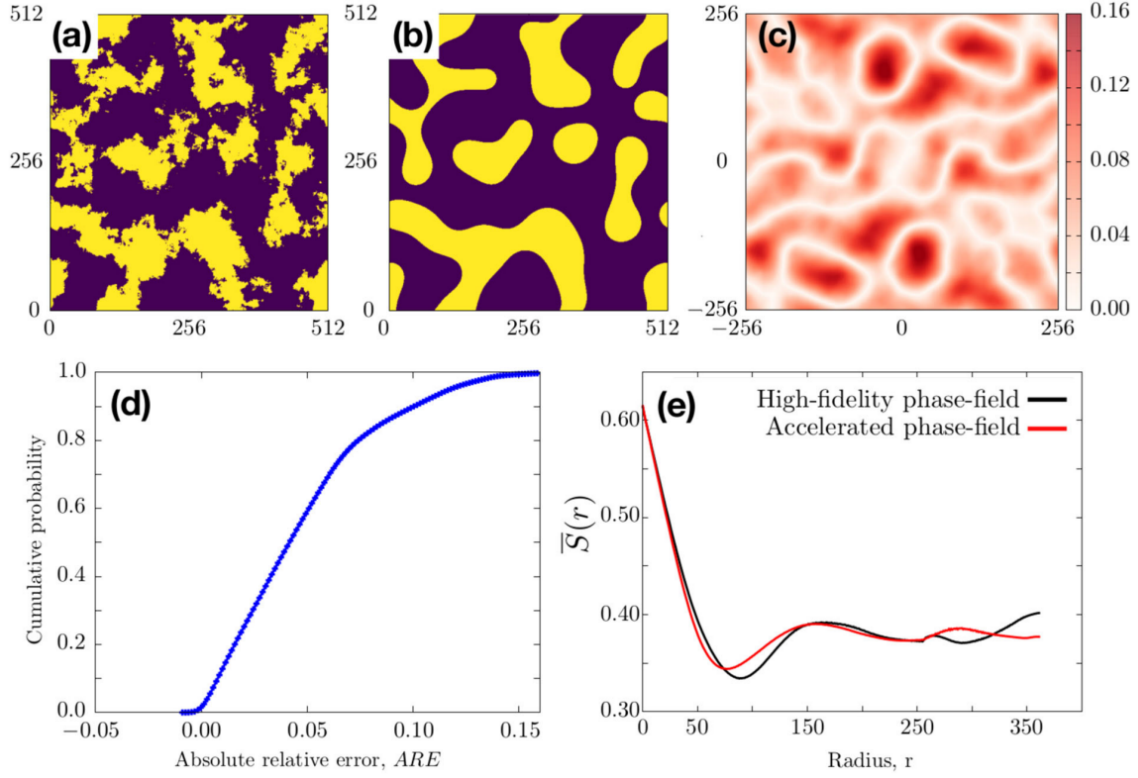 (a)
512
256
0
0 256 512
(b)
512
256
0
0 256 512
(c)
256
0
−256
−256 0 256
0.16
0.12
0.08
0.04
0.00
(d)
Cumulative probability
1.0
0.8
0.6
0.4
0.2
0.0
−0.05 0.00 0.05 0.10 0.15
Absolute relative error, ARE
(e)
High-fidelity phase-field
Accelerated phase-field
S̅(r)
0.60
0.50
0.40
0.30
0 50 150 250 350
Radius, r